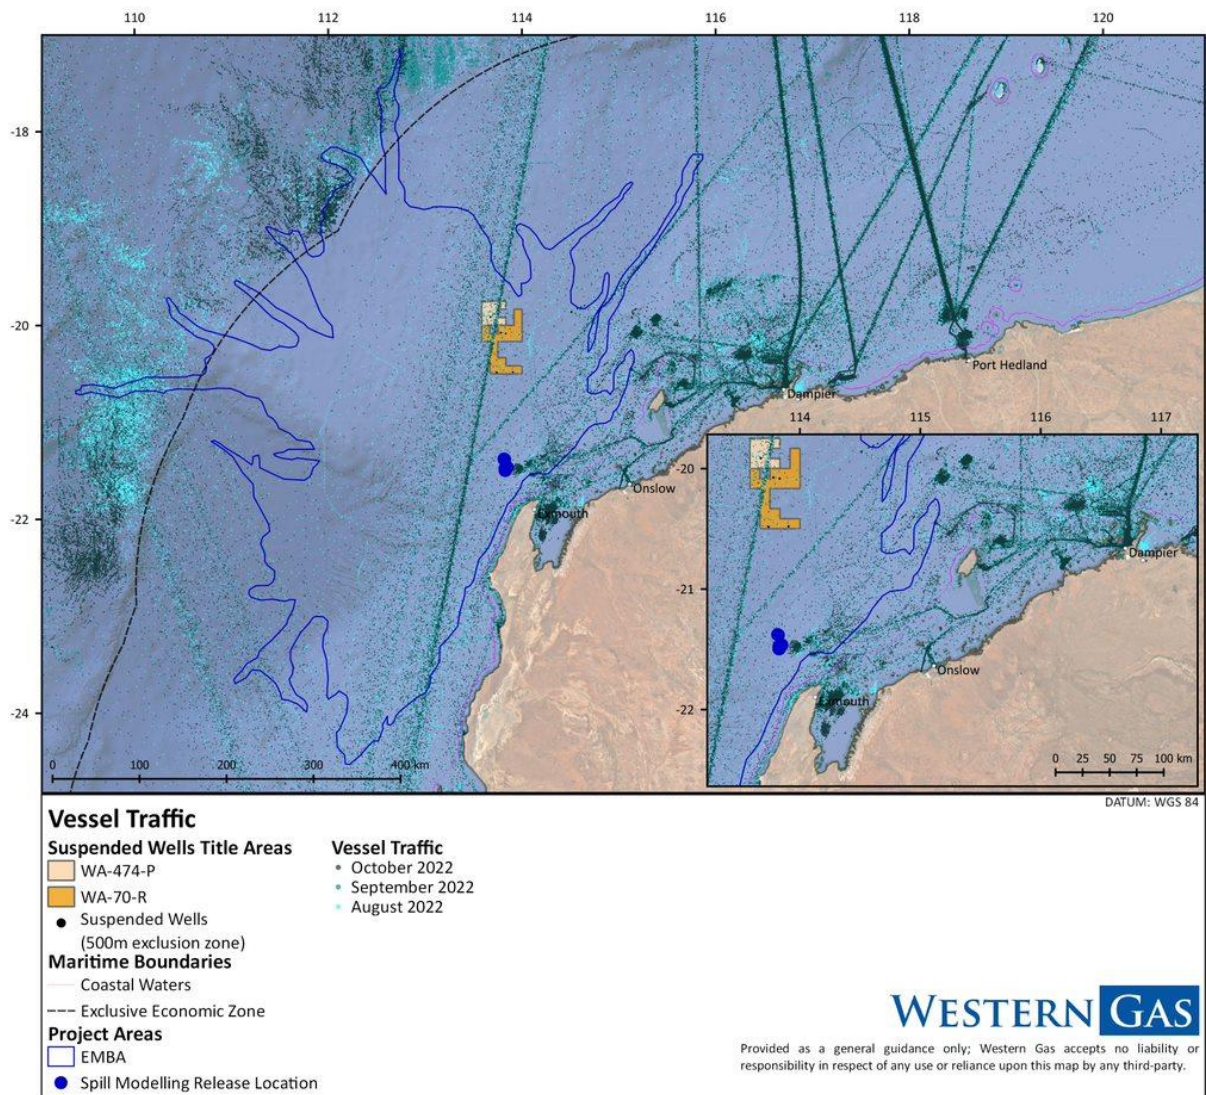 110 112 114 116 118 120
-18
-20
-22
-24
Port Hedland
Dampier
Onslow
Exmouth
0 100 200 300 400 km
114 115 116 117
-20
-21
-22
Dampier
Onslow
Exmouth
0 25 50 75 100 km
DATUM: WGS 84
Vessel Traffic
Suspended Wells Title Areas
WA-474-P
WA-70-R
Suspended Wells
(500m exclusion zone)
Maritime Boundaries
Coastal Waters
Exclusive Economic Zone
Project Areas
EMBA
Spill Modelling Release Location
Vessel Traffic
October 2022
September 2022
August 2022
WESTERN GAS
Provided as a general guidance only; Western Gas accepts no liability or
responsibility in respect of any use or reliance upon this map by any third-party.